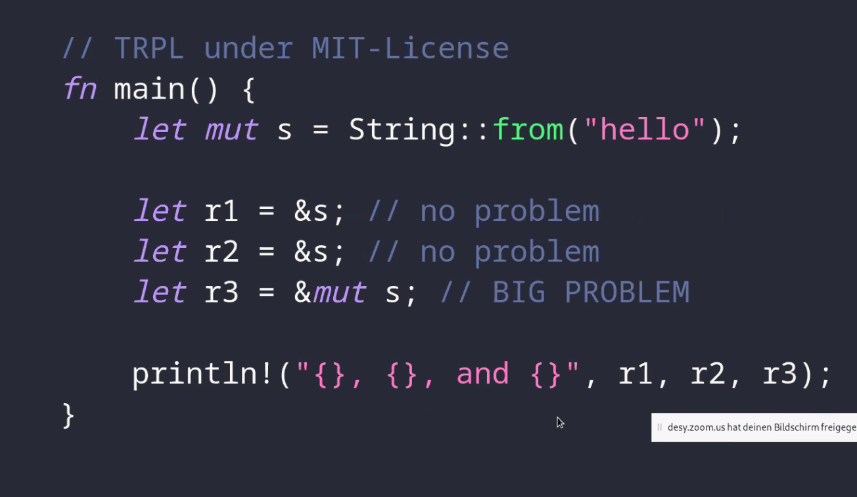 // TRPL under MIT-License
fn main() {
let mut s = String::from("hello");
let r1 = &s; // no problem
let r2 = &s; // no problem
let r3 = &mut s; // BIG PROBLEM
println!("{}, {}, and {}", r1, r2, r3);
}
desy.zoom.us hat deinen Bildschirm freigege